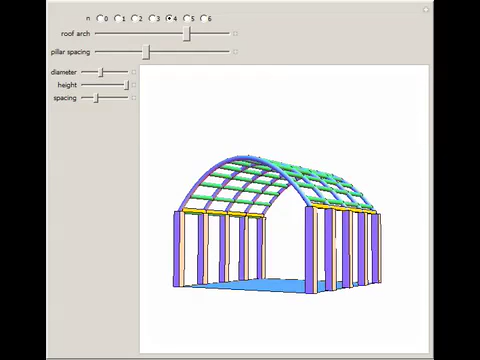 n 0 1 2 3 4 5 6
roof arch
pillar spacing
diameter
height
spacing